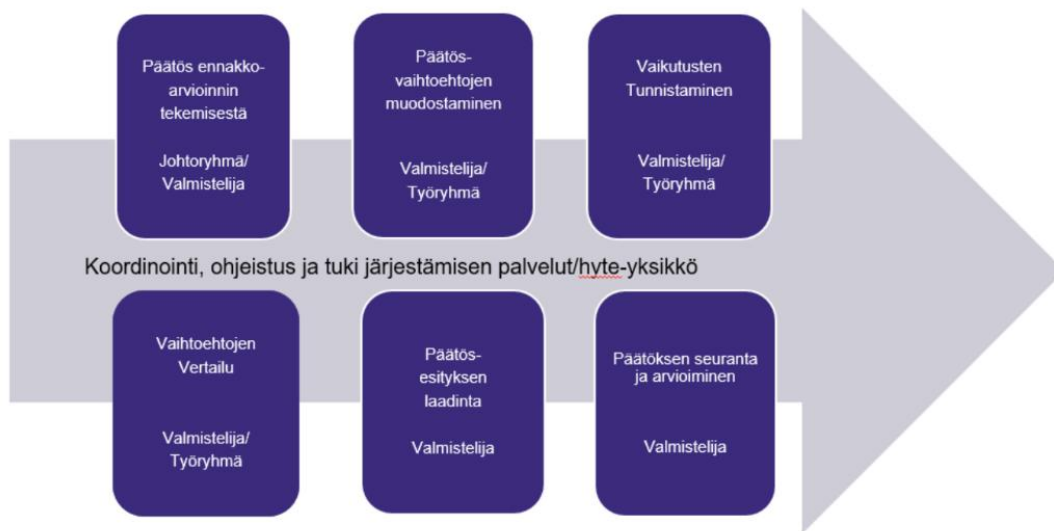 Päätös ennakko-
arvioinnin
tekemisestä
Johtoryhmä/
Valmistelija
Päätös-
vaihtoehtojen
muodostaminen
Valmistelija/
Työryhmä
Vaikutusten
Tunnistaminen
Valmistelija/
Työryhmä
Koordinointi, ohjeistus ja tuki järjestämisen palvelut/hyte-yksikkö
Vaihtoehtojen
Vertailu
Valmistelija/
Työryhmä
Päätös-
esityksen
laadinta
Valmistelija
Päätöksen seuranta
ja arvioiminen
Valmistelija